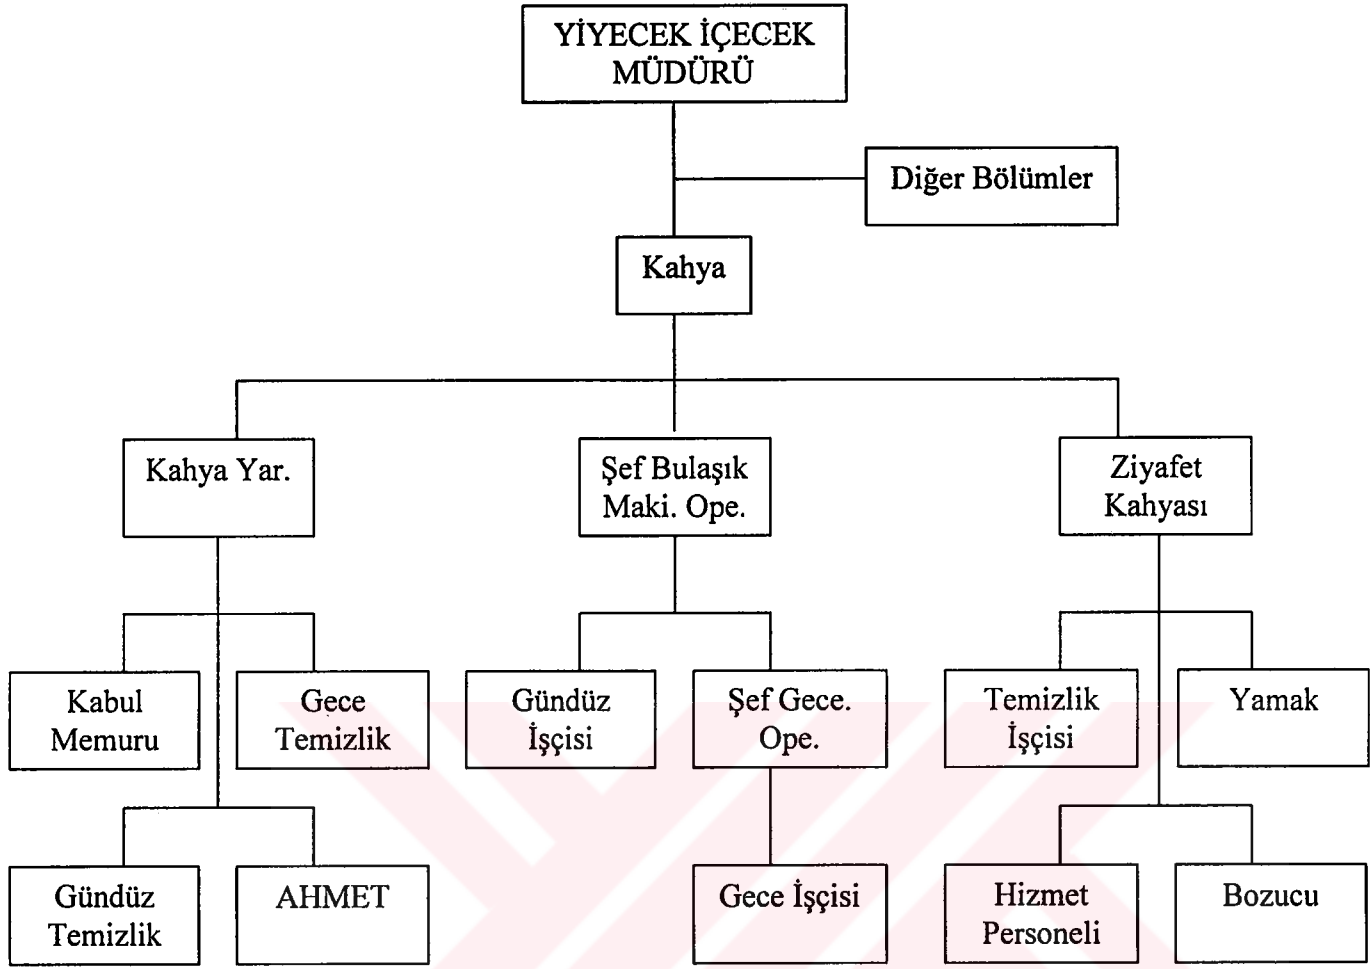 YİYECEK İÇECEK
MÜDÜRÜ
Diğer Bölümler
Kahya
Kahya Yar.
Şef Bulaşık
Maki. Ope.
Ziyafet
Kahyası
Kabul
Memuru
Gece
Temizlik
Gündüz
İşçisi
Şef Gece.
Ope.
Temizlik
İşçisi
Yamak
Gündüz
Temizlik
AHMET
Gece İşçisi
Hizmet
Personeli
Bozucu